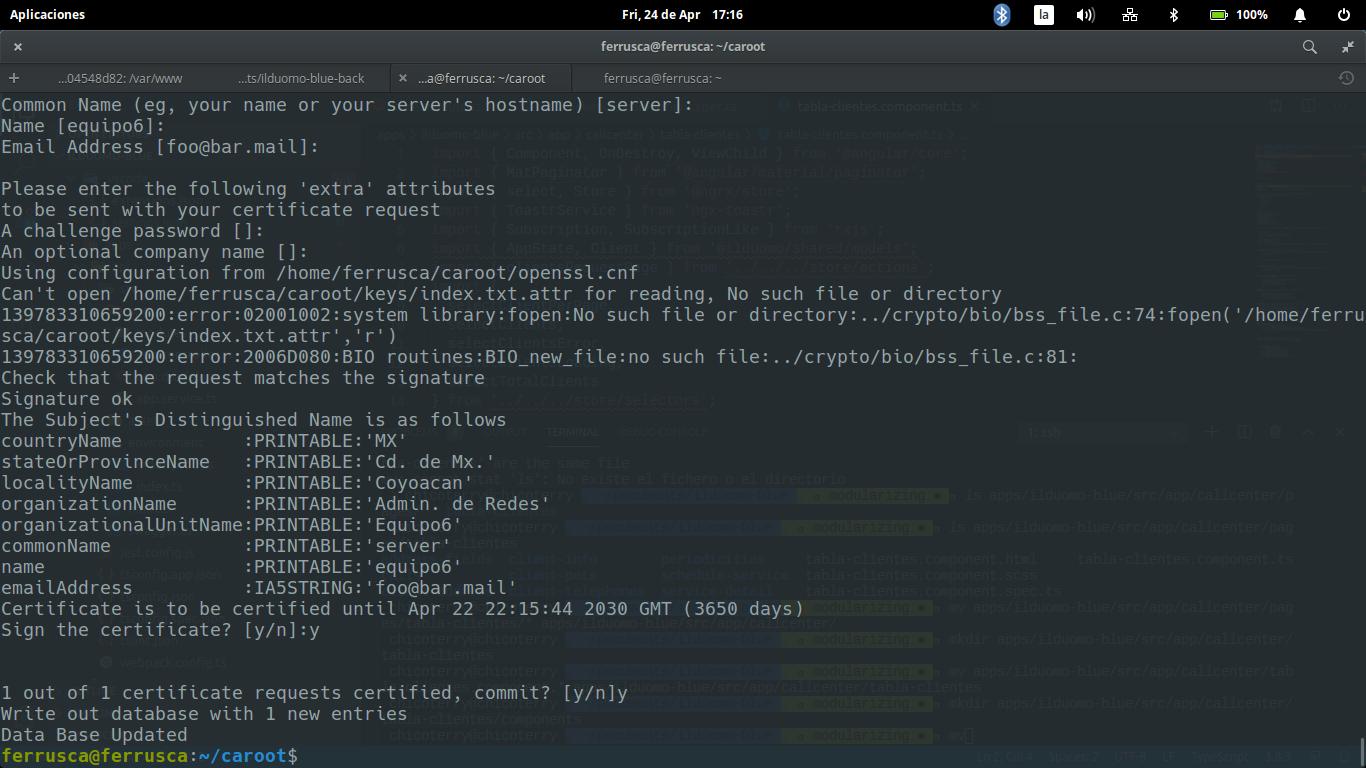 Aplicaciones
Fri, 24 de Apr 17:16
la
100%
ferrusca@ferrusca: ~/caroot
...04548d82: /var/www
...ts/ilduomo-blue-back
...a@ferrusca: ~/caroot
ferrusca@ferrusca: ~
Common Name (eg, your name or your server's hostname) [server]:
Name [equipo6]:
Email Address [foo@bar.mail]:
Please enter the following 'extra' attributes
to be sent with your certificate request
A challenge password []:
An optional company name []:
Using configuration from /home/ferrusca/caroot/openssl.cnf
Can't open /home/ferrusca/caroot/keys/index.txt.attr for reading, No such file or directory
139783310659200:error:02001002:system library:fopen:No such file or directory:../crypto/bio/bss_file.c:74:fopen('/home/ferru
sca/caroot/keys/index.txt.attr','r')
139783310659200:error:2006D080:BIO routines:BIO_new_file:no such file:../crypto/bio/bss_file.c:81:
Check that the request matches the signature
Signature ok
The Subject's Distinguished Name is as follows
countryName           :PRINTABLE:'MX'
stateOrProvinceName   :PRINTABLE:'Cd. de Mx.'
localityName          :PRINTABLE:'Coyoacan'
organizationName      :PRINTABLE:'Admin. de Redes'
organizationalUnitName:PRINTABLE:'Equipo6'
commonName            :PRINTABLE:'server'
name                  :PRINTABLE:'equipo6'
emailAddress          :IA5STRING:'foo@bar.mail'
Certificate is to be certified until Apr 22 22:15:44 2030 GMT (3650 days)
Sign the certificate? [y/n]:y
1 out of 1 certificate requests certified, commit? [y/n]y
Write out database with 1 new entries
Data Base Updated
ferrusca@ferrusca:~/caroot$